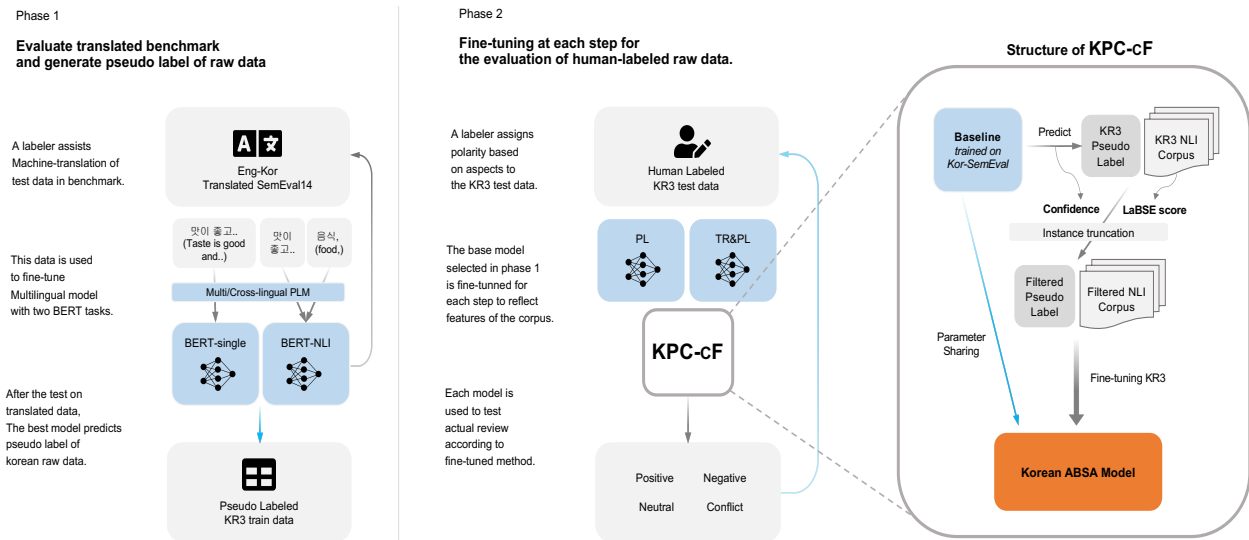 Phase 1
Evaluate translated benchmark
and generate pseudo label of raw data
A labeler assists
Machine-translation of
test data in benchmark.
Eng-Kor
Translated SemEval14
맛이 좋고..
(Taste is good
and..)
맛이
좋고..
음식,
(food,)
This data is used
to fine-tune
Multilingual model
with two BERT tasks.
Multi/Cross-lingual PLM
BERT-single
BERT-NLI
After the test on
translated data,
The best model predicts
pseudo label of
korean raw data.
Pseudo Labeled
KR3 train data
Phase 2
Fine-tuning at each step for
the evaluation of human-labeled raw data.
A labeler assigns
polarity based
on aspects to
the KR3 test data.
Human Labeled
KR3 test data
PL
TR&PL
The base model
selected in phase 1
is fine-tunned for
each step to reflect
features of the corpus.
KPC-CF
Each model is
used to test
actual review
according to
fine-tuned method.
Positive
Negative
Neutral
Conflict
Structure of KPC-CF
Baseline
trained on
Kor-SemEval
Predict
KR3
Pseudo
Label
KR3 NLI
Corpus
Confidence
LaBSE score
Instance truncation
Filtered
Pseudo
Label
Filtered NLI
Corpus
Parameter
Sharing
Fine-tuning KR3
Korean ABSA Model